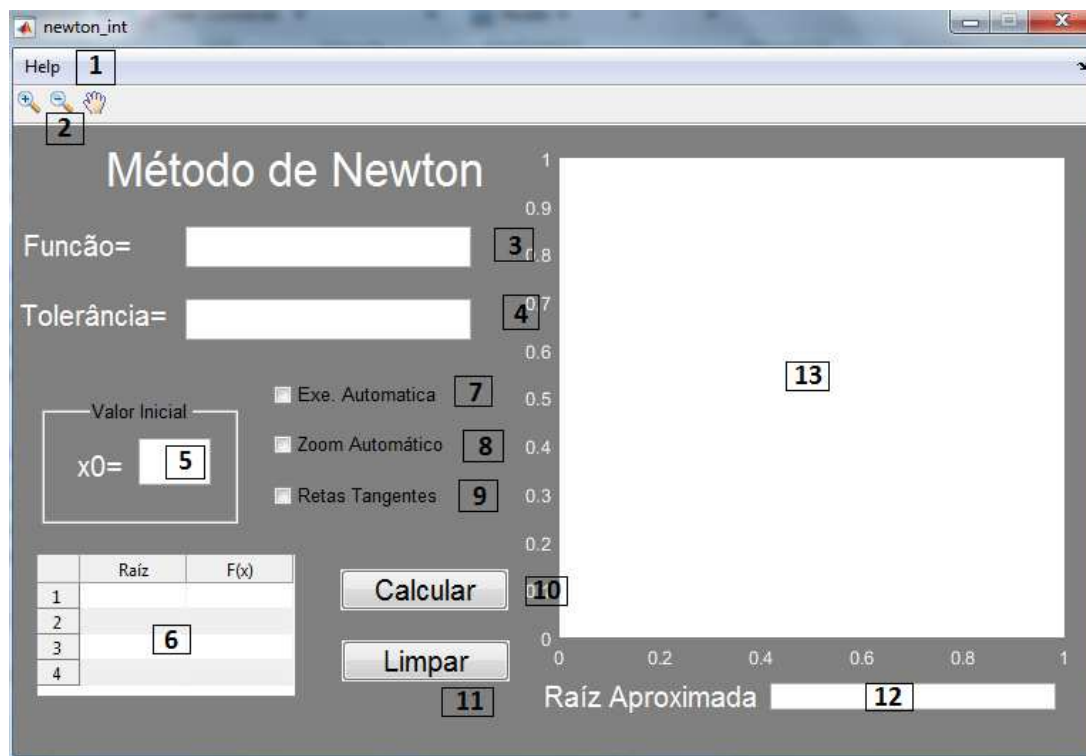 newton_int
Help 1
2
Método de Newton
Funcão= 3
Tolerância= 4
Exe. Automatica 7
Valor Inicial
x0= 5
Zoom Automático 8
Retas Tangentes 9
Raíz F(x)
1
2
3
4
6
Calcular 10
Limpar
11
1
0.9
0.8
0.7
0.6
0.5
0.4
0.3
0.2
0.1
0
0 0.2 0.4 0.6 0.8 1
13
Raíz Aproximada 12